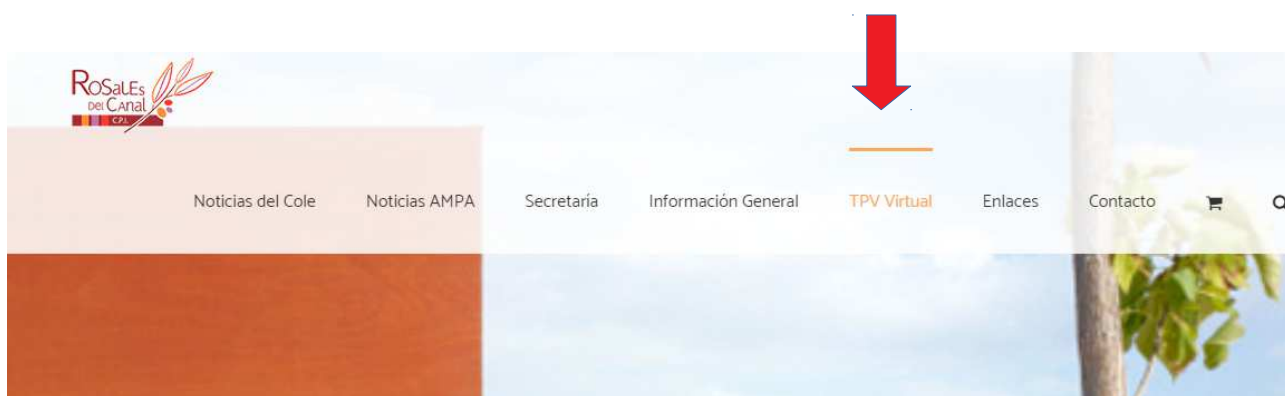 ROSALES
DEL CANAL
C.P.I.
Noticias del Cole
Noticias AMPA
Secretaría
Información General
TPV Virtual
Enlaces
Contacto